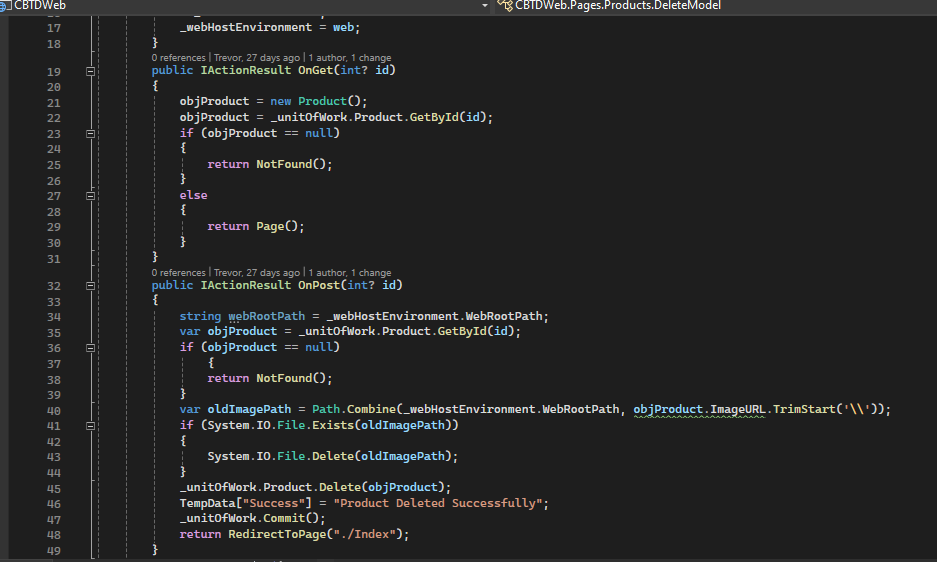 CBTDWeb
CBTDWeb.Pages.Products.DeleteModel
17 _webHostEnvironment = web;
18 }
0 references | Trevor, 27 days ago | 1 author, 1 change
19 public IActionResult OnGet(int? id)
20 {
21 objProduct = new Product();
22 objProduct = _unitOfWork.Product.GetById(id);
23 if (objProduct == null)
24 {
25 return NotFound();
26 }
27 else
28 {
29 return Page();
30 }
31 }
0 references | Trevor, 27 days ago | 1 author, 1 change
32 public IActionResult OnPost(int? id)
33 {
34 string webRootPath = _webHostEnvironment.WebRootPath;
35 var objProduct = _unitOfWork.Product.GetById(id);
36 if (objProduct == null)
37 {
38 return NotFound();
39 }
40 var oldImagePath = Path.Combine(_webHostEnvironment.WebRootPath, objProduct.ImageURL.TrimStart('\\'));
41 if (System.IO.File.Exists(oldImagePath))
42 {
43 System.IO.File.Delete(oldImagePath);
44 }
45 _unitOfWork.Product.Delete(objProduct);
46 TempData["Success"] = "Product Deleted Successfully";
47 _unitOfWork.Commit();
48 return RedirectToPage("./Index");
49 }